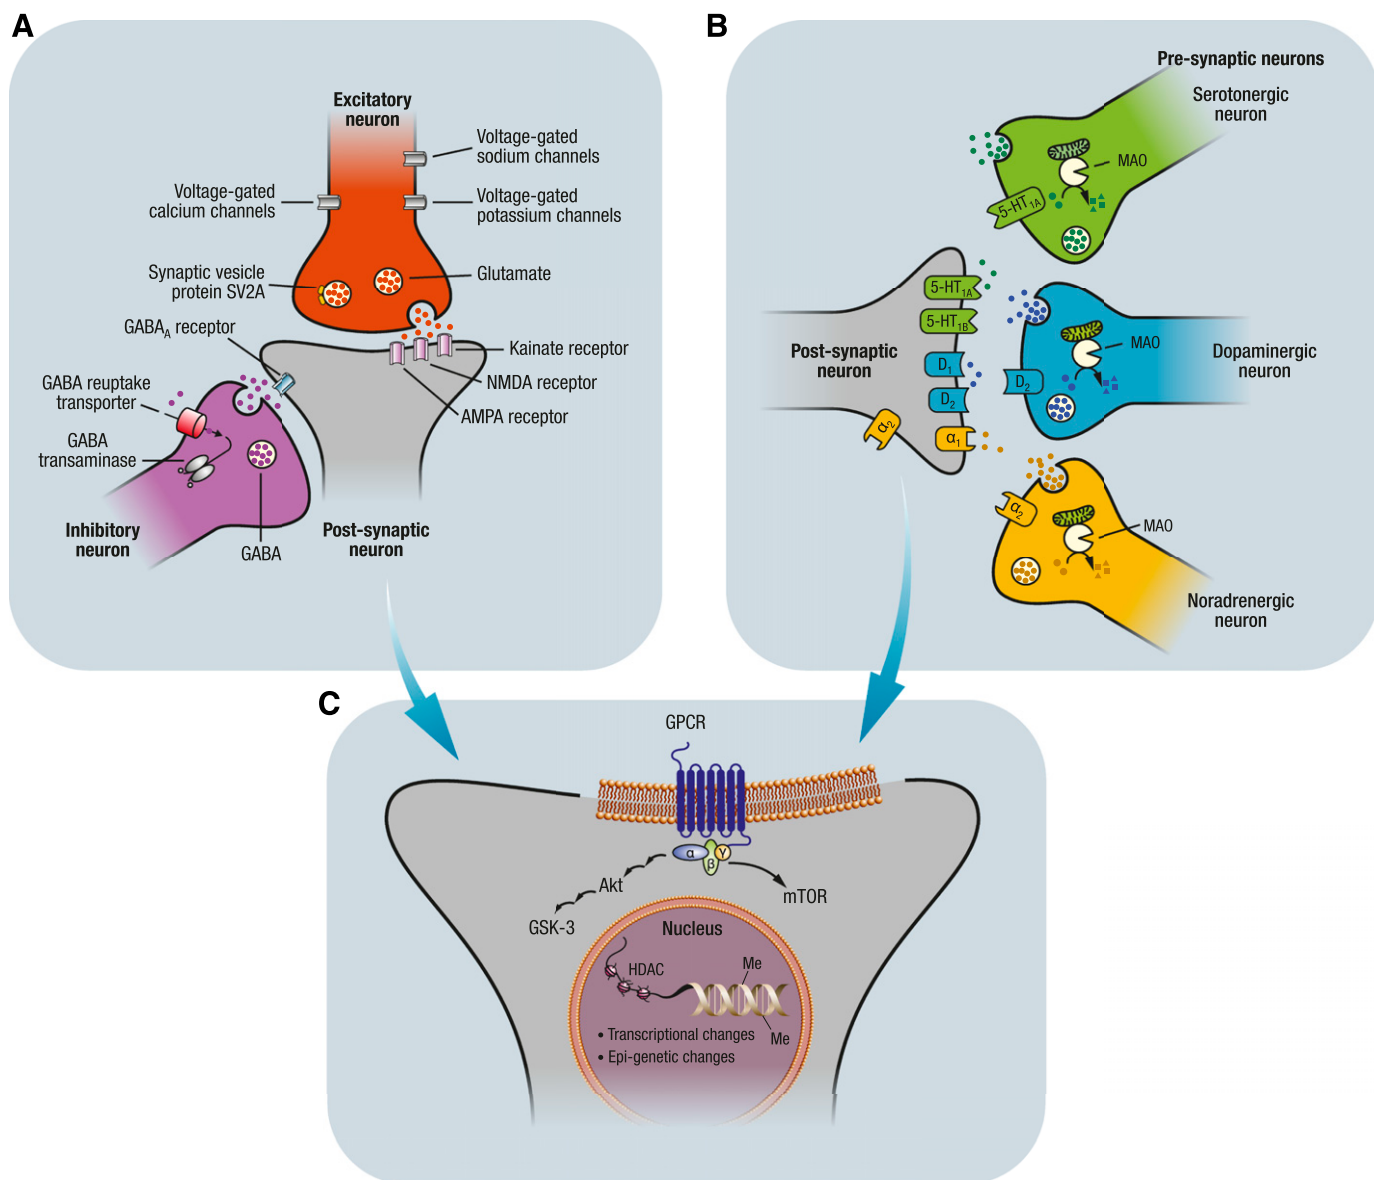 A
Excitatory
neuron
Voltage-gated
sodium channels
Voltage-gated
calcium channels
Voltage-gated
potassium channels
Synaptic vesicle
protein SV2A
Glutamate
GABAA receptor
Kainate receptor
NMDA receptor
AMPA receptor
GABA reuptake
transporter
GABA
transaminase
Inhibitory
neuron
GABA
Post-synaptic
neuron
B
Pre-synaptic neurons
Serotonergic
neuron
MAO
5-HT1A
5-HT1A
5-HT1B
Post-synaptic
neuron
D1
D2
α2
α1
D2
MAO
Dopaminergic
neuron
α2
MAO
Noradrenergic
neuron
C
GPCR
α
β
γ
Akt
GSK-3
mTOR
Nucleus
HDAC
Me
Me
• Transcriptional changes
• Epi-genetic changes